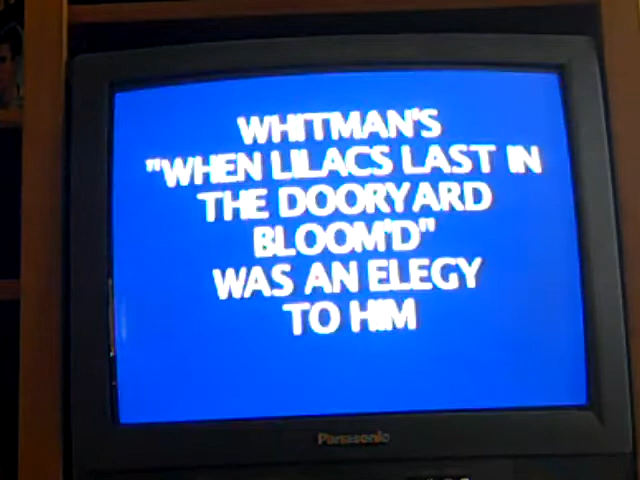 WHITMAN'S
"WHEN LILACS LAST IN
THE DOORYARD
BLOOM'D"
WAS AN ELEGY
TO HIM
Panasonic